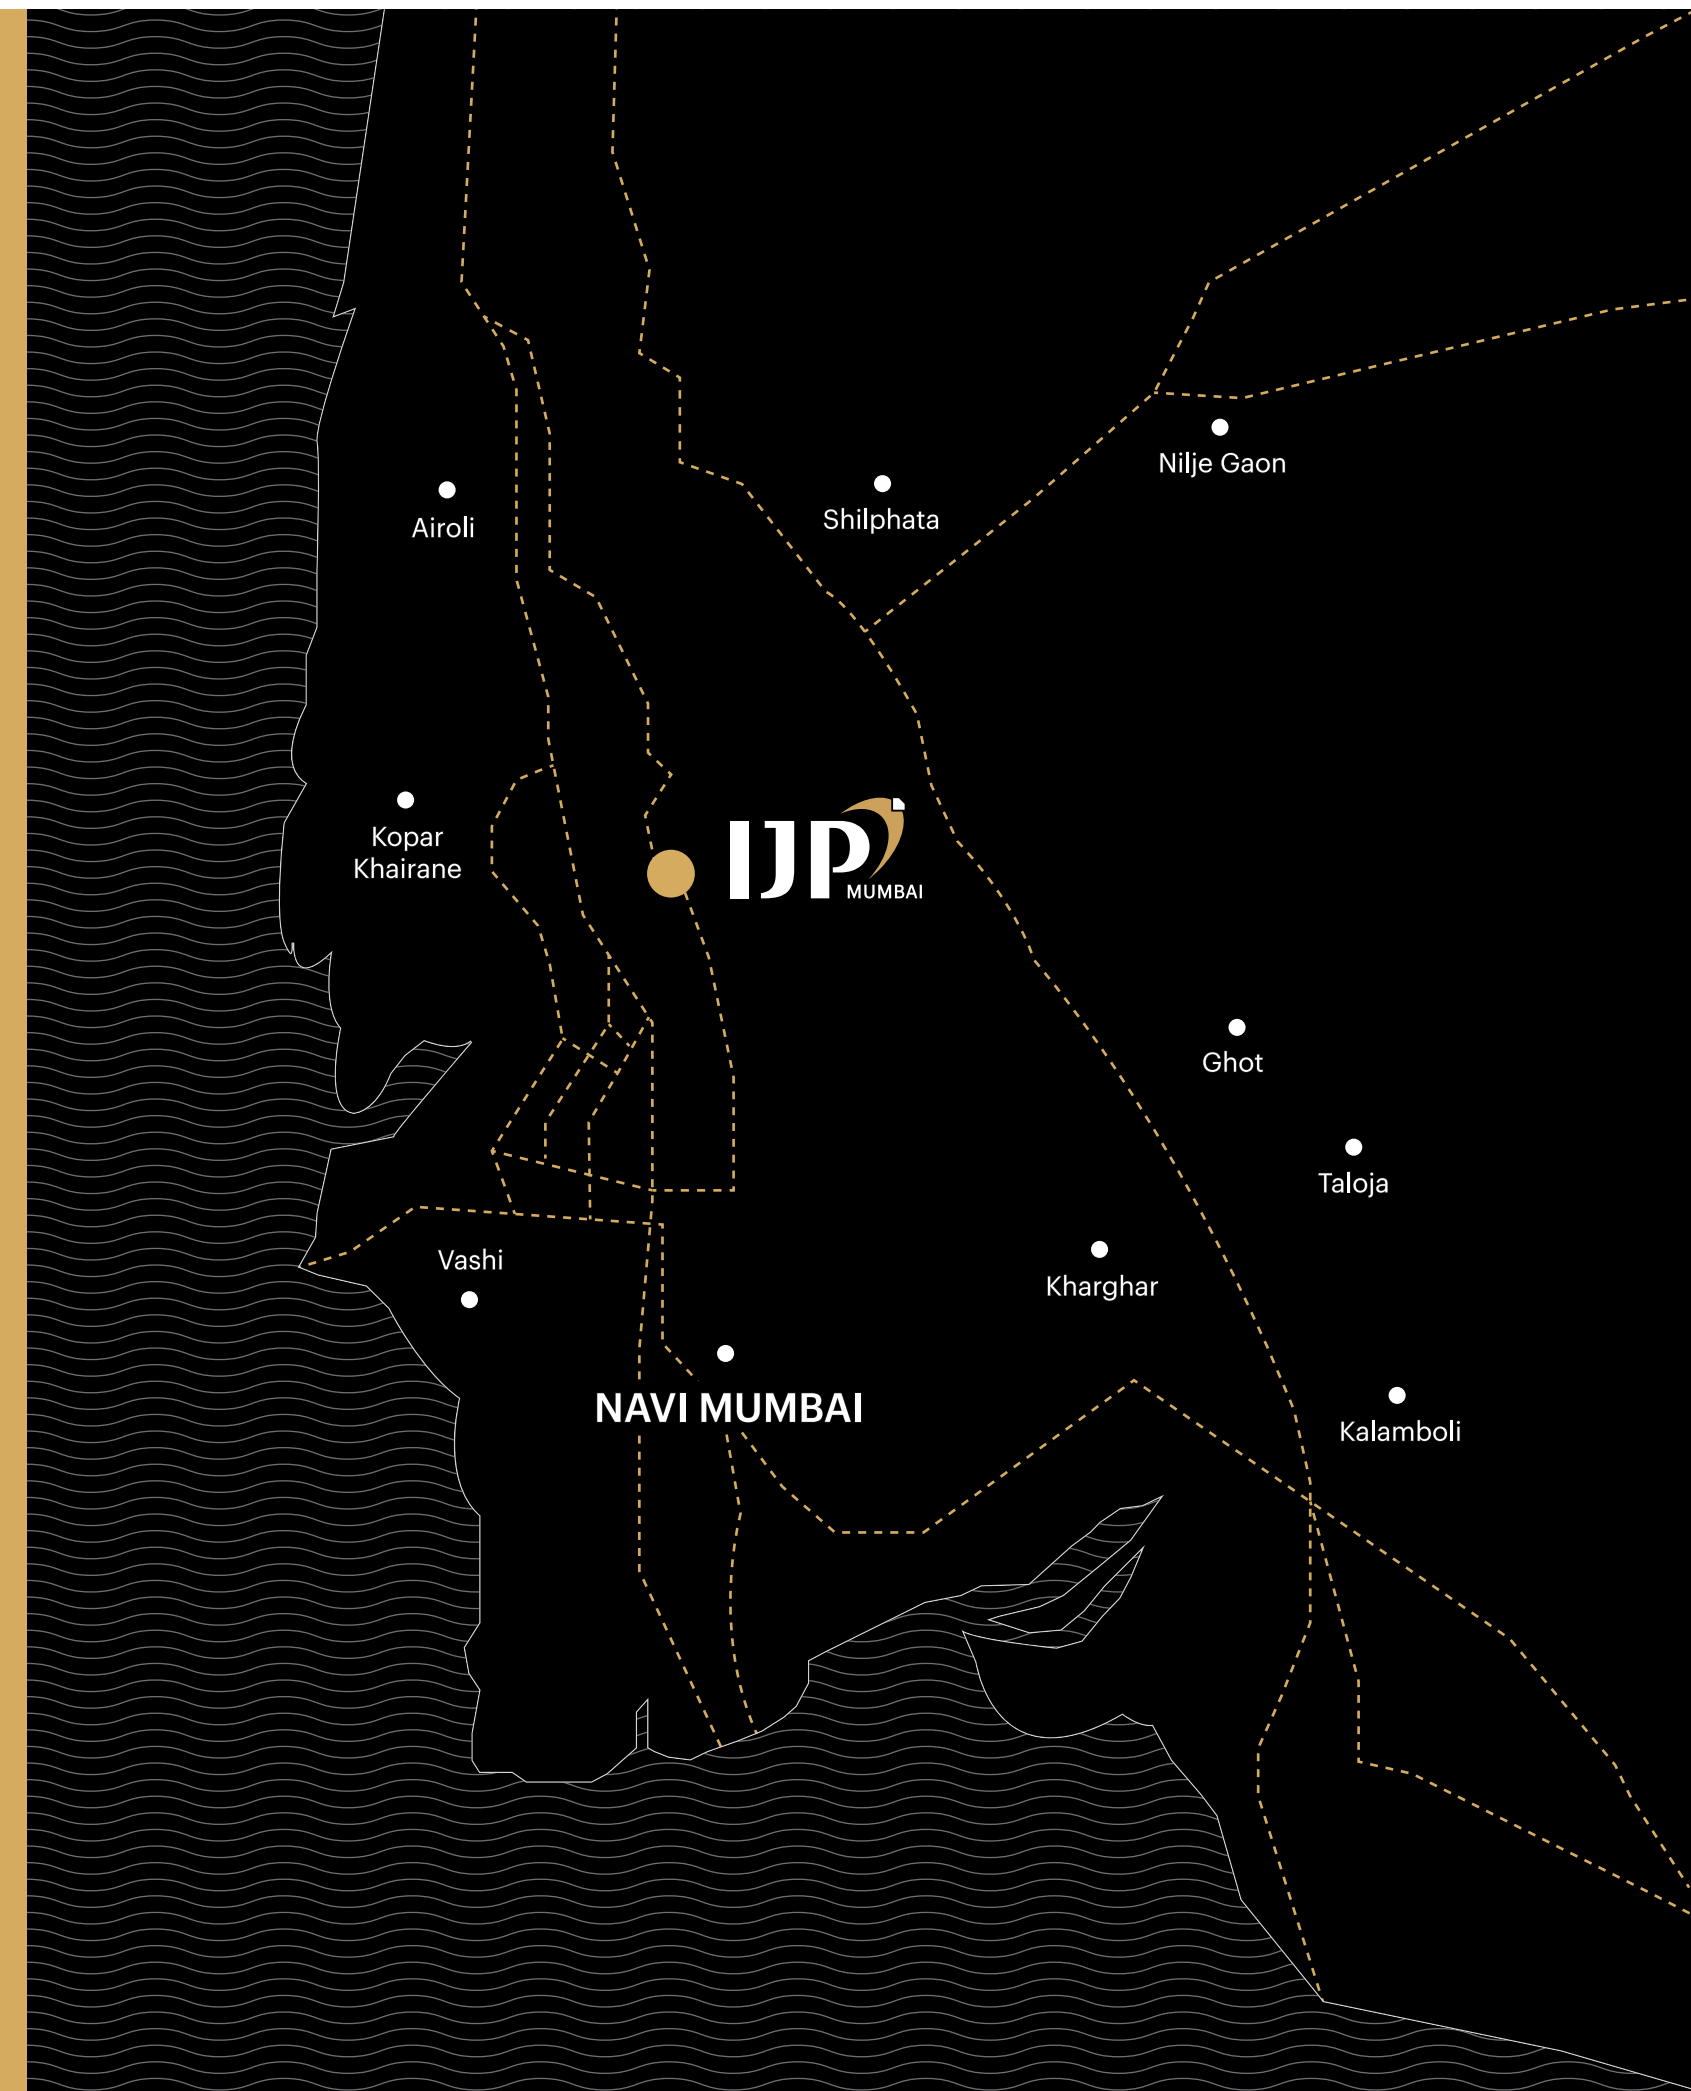 Nilje Gaon
Shilphata
Airoli
IJP
MUMBAI
Kopar
Khairane
Ghot
Taloja
Vashi
Kharghar
NAVI MUMBAI
Kalamboli